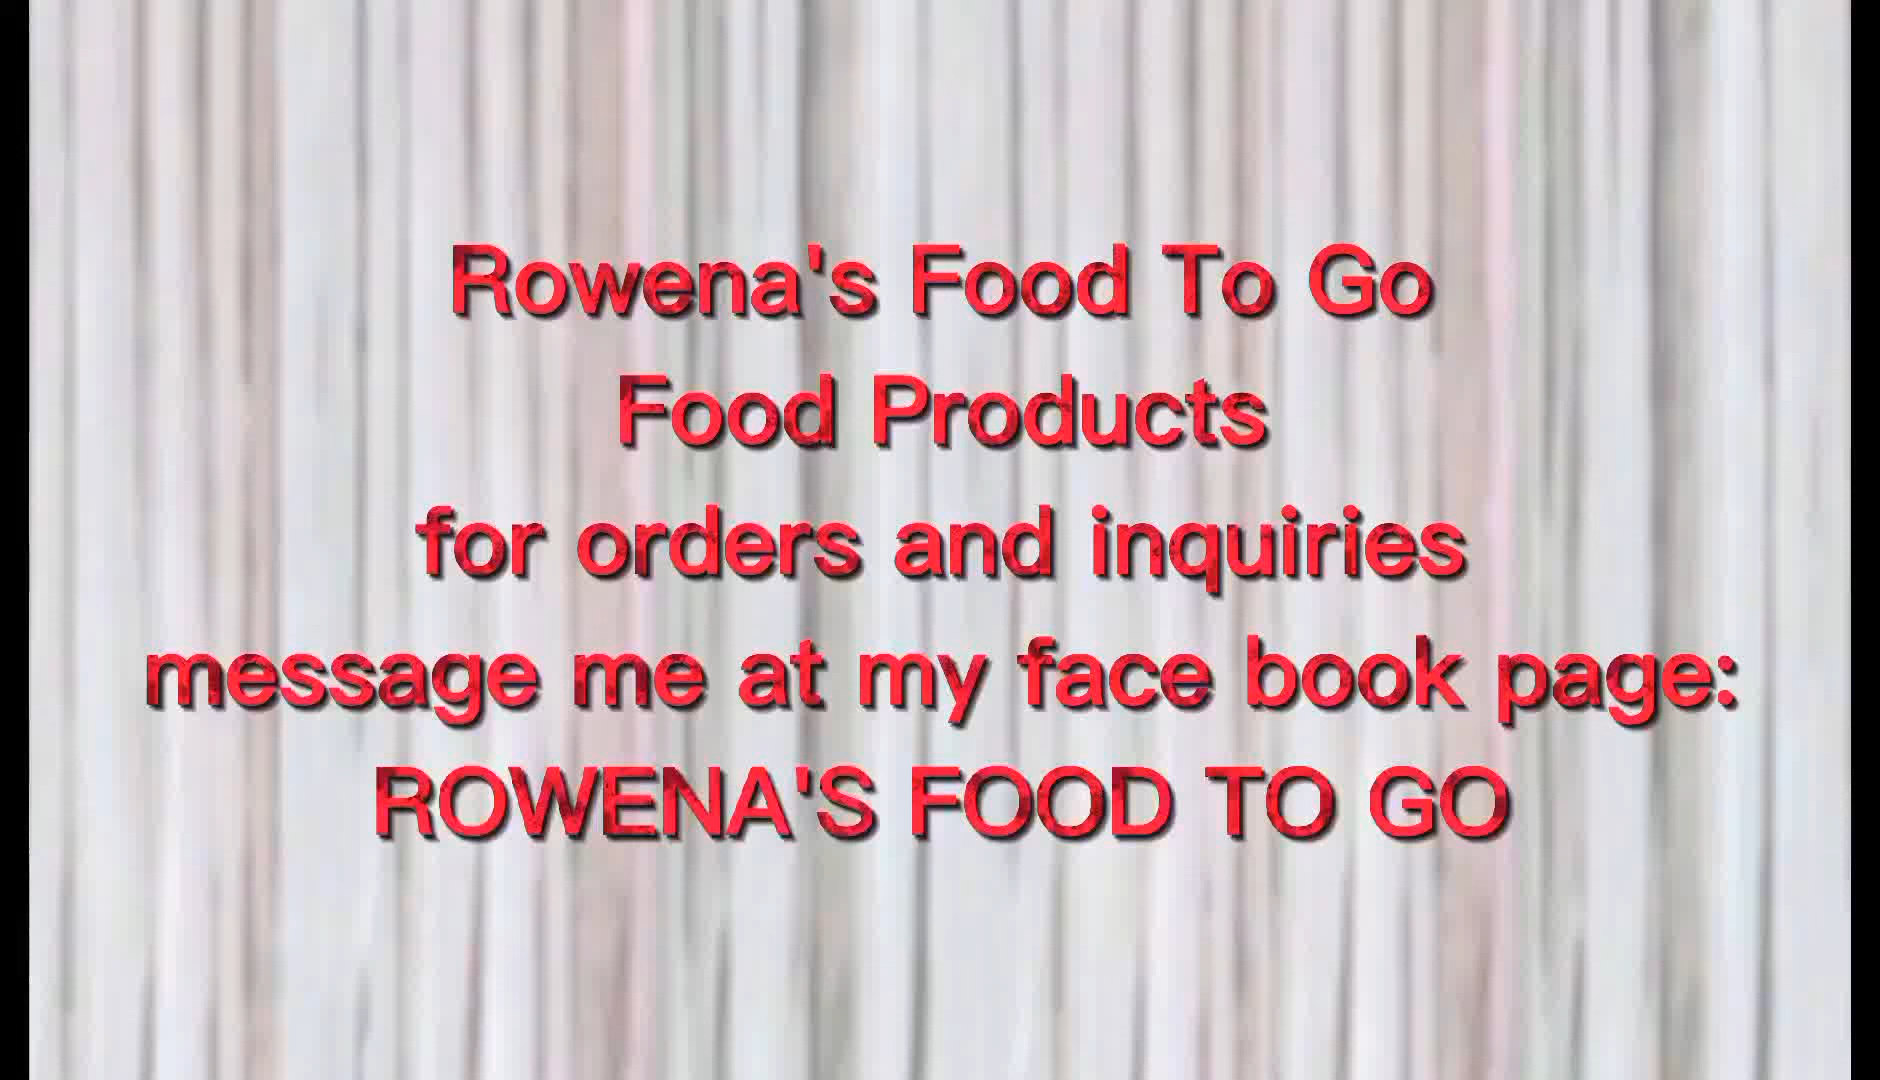 Rowena's Food To Go
Food Products
for orders and inquiries
message me at my face book page:
ROWENA'S FOOD TO GO